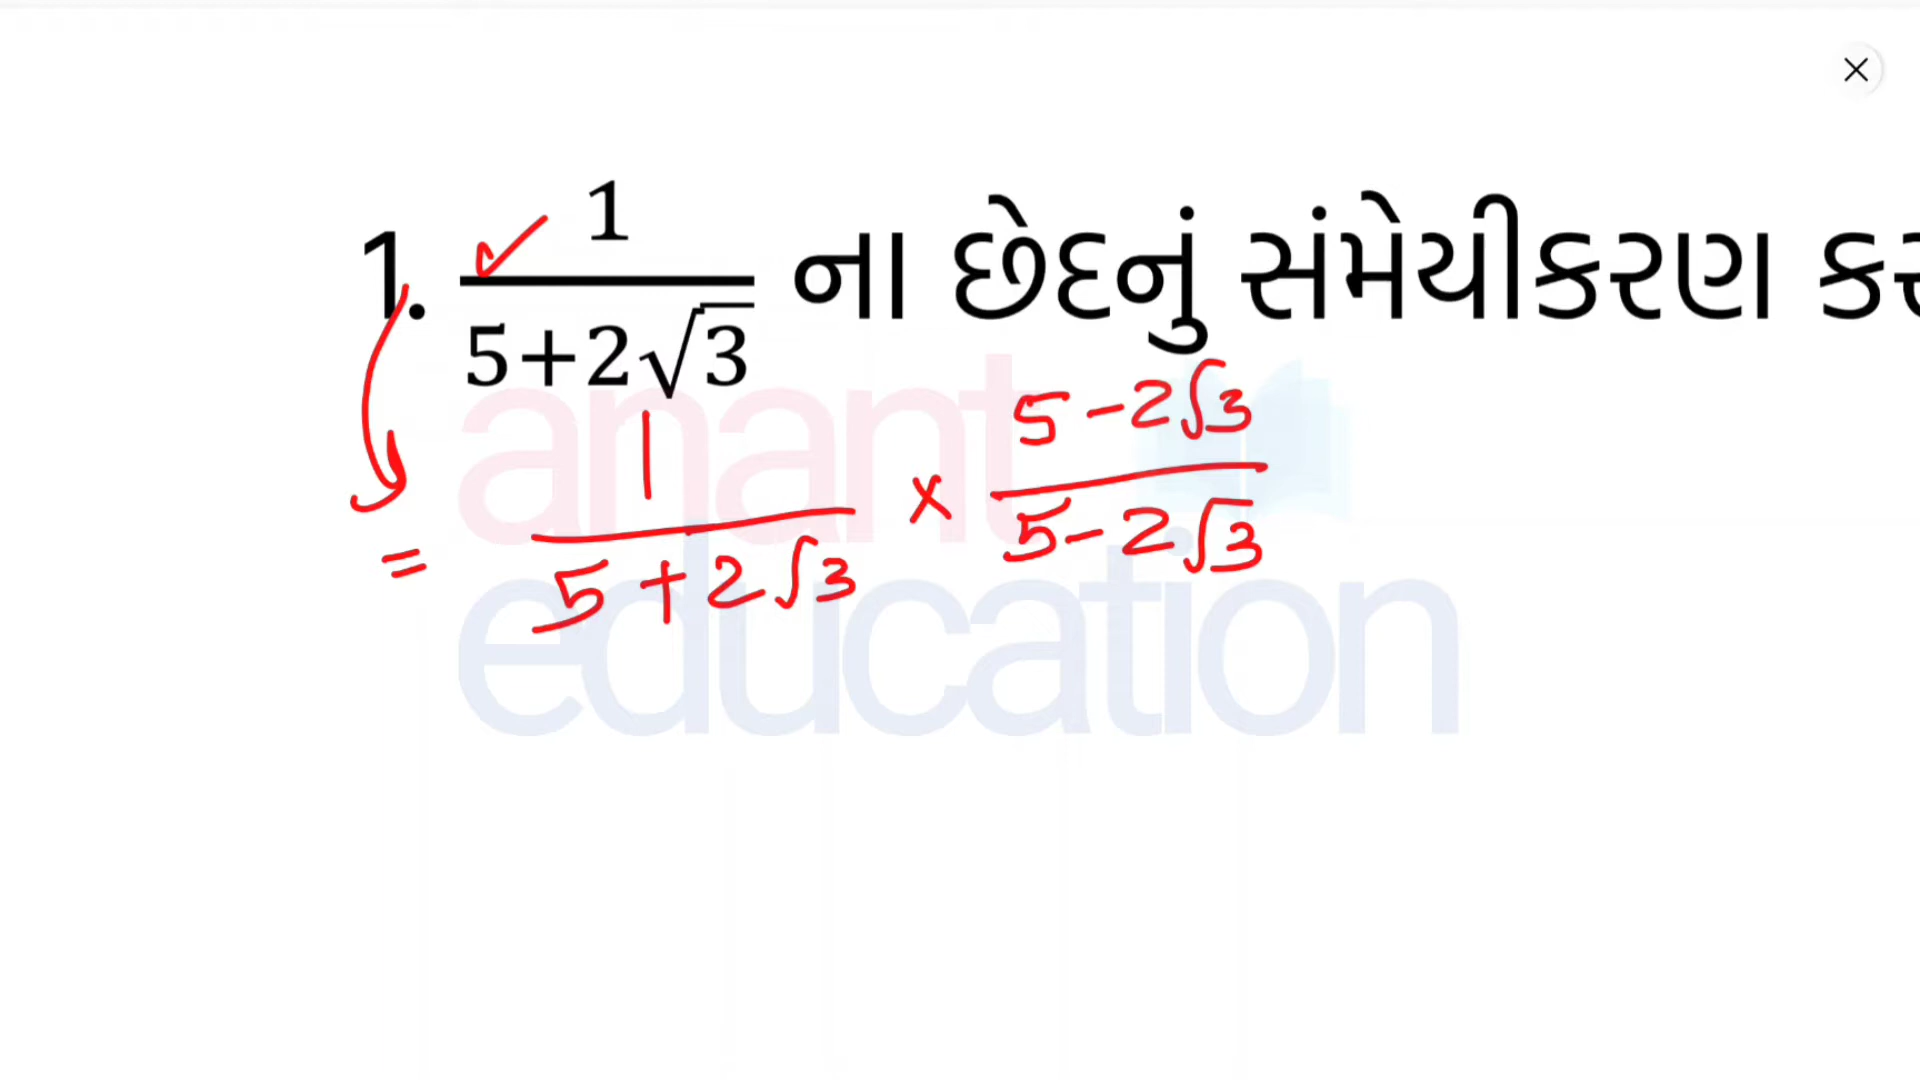 1. 1/(5+2√3) ના છેદનું સંમેયીકરણ
= 1/(5+2√3) × (5-2√3)/(5-2√3)
anant
education